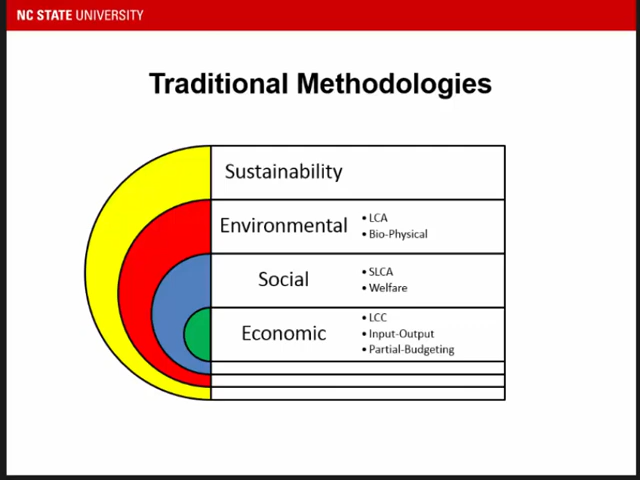 NC STATE UNIVERSITY
Traditional Methodologies
Sustainability
Environmental
• LCA
• Bio-Physical
Social
• SLCA
• Welfare
Economic
• LCC
• Input-Output
• Partial-Budgeting